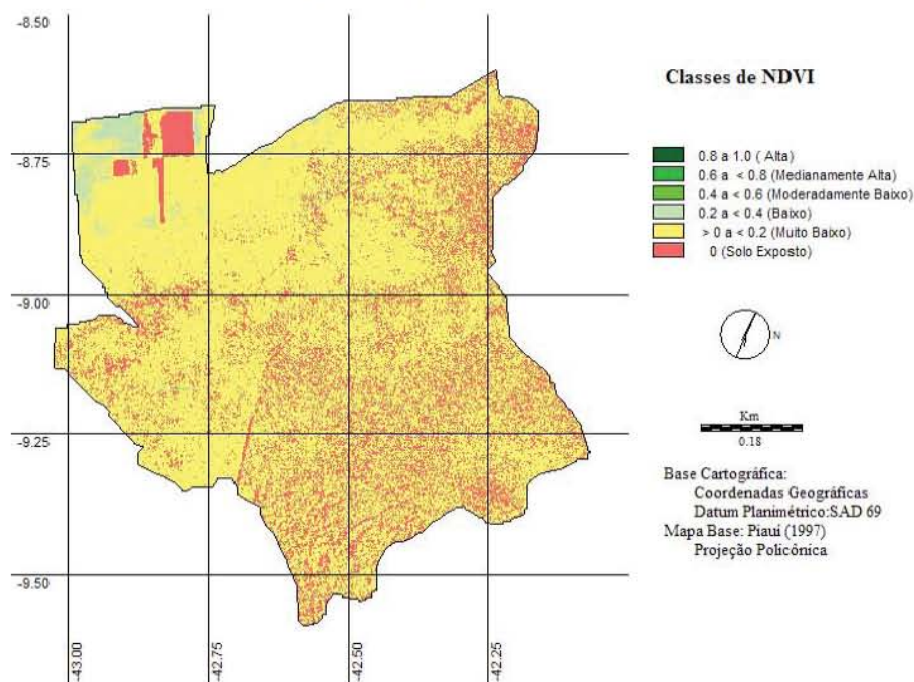 -8.50
-8.75
-9.00
-9.25
-9.50
-43.00
-42.75
-42.50
-42.25
Classes de NDVI
0.8 a 1.0 ( Alta)
0.6 a < 0.8 (Medianamente Alta)
0.4 a < 0.6 (Moderadamente Baixo)
0.2 a < 0.4 (Baixo)
> 0 a < 0.2 (Muito Baixo)
0 (Solo Exposto)
N
Km
0.18
Base Cartográfica:
Coordenadas Geográficas
Datum Planimétrico:SAD 69
Mapa Base: Piauí (1997)
Projeção Policônica